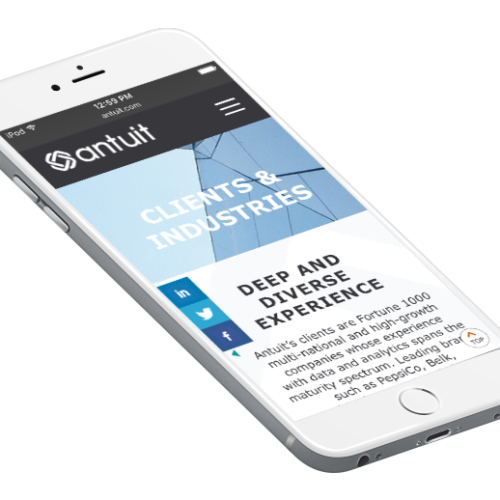 iPod
12:59 PM
antuit.com
antuit
CLIENTS &
INDUSTRIES
in
f
DEEP AND
DIVERSE
EXPERIENCE
Antuit's clients are Fortune 1000
multi-national and high-growth
companies whose experience
with data and analytics spans the
maturity spectrum. Leading
such as PepsiCo, Belk,
TOP